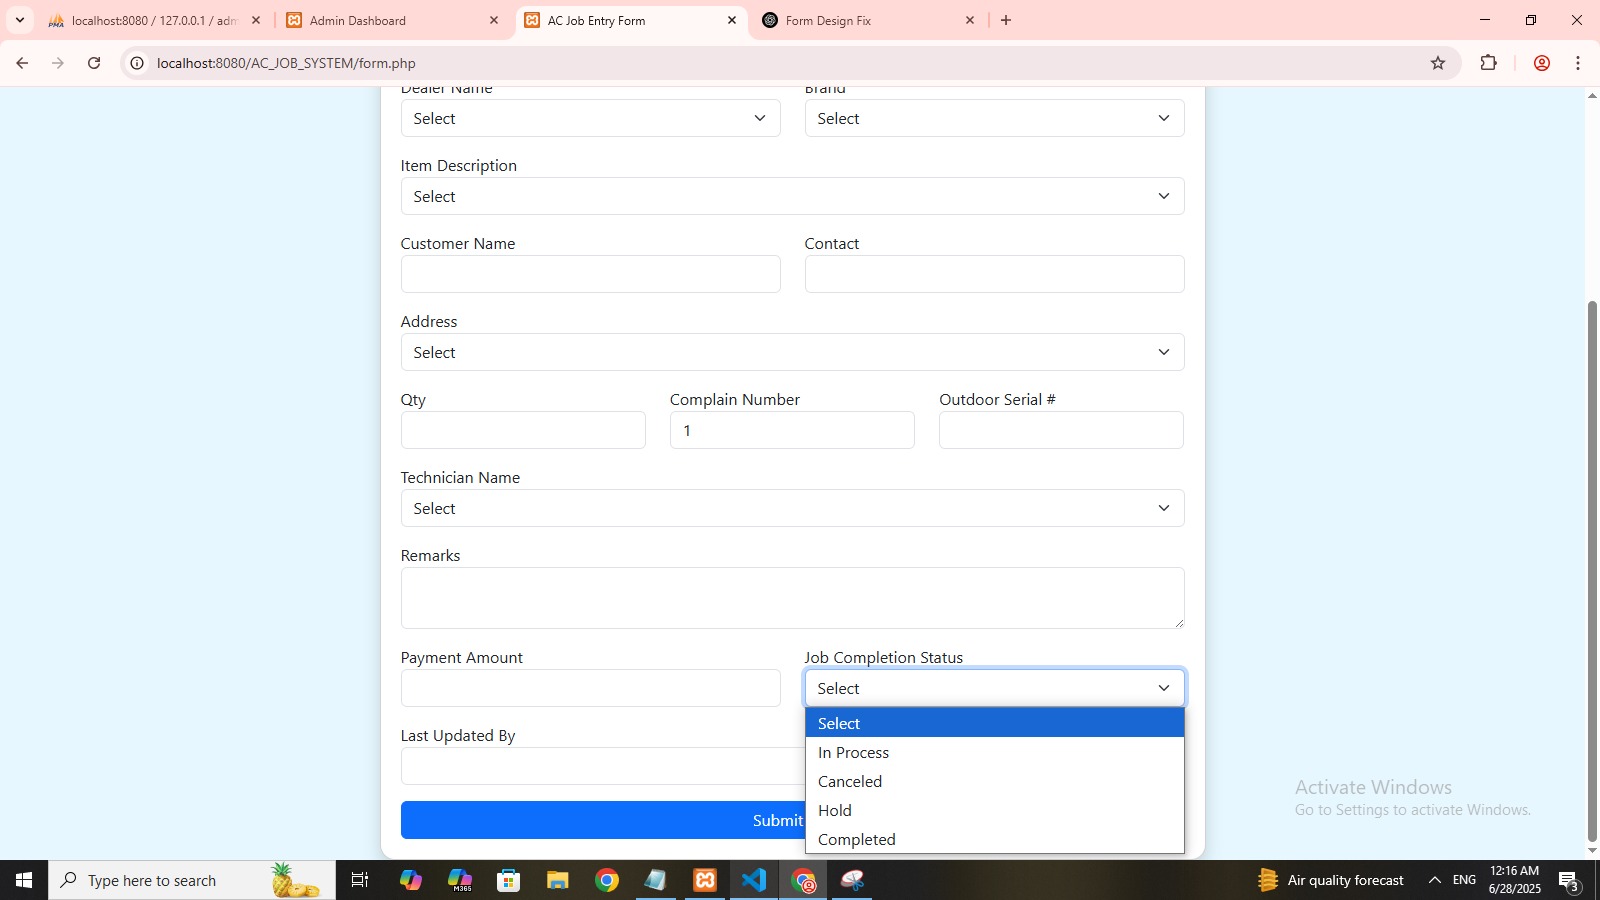 localhost:8080 / 127.0.0.1 / adm
Admin Dashboard
AC Job Entry Form
Form Design Fix
localhost:8080/AC_JOB_SYSTEM/form.php
Dealer Name
Brand
Select
Select
Item Description
Select
Customer Name
Contact
Address
Select
Qty
Complain Number
Outdoor Serial #
1
Technician Name
Select
Remarks
Payment Amount
Job Completion Status
Select
Select
In Process
Canceled
Hold
Completed
Last Updated By
Submit
Activate Windows
Go to Settings to activate Windows.
Type here to search
M365
Air quality forecast
ENG
12:16 AM
6/28/2025
3